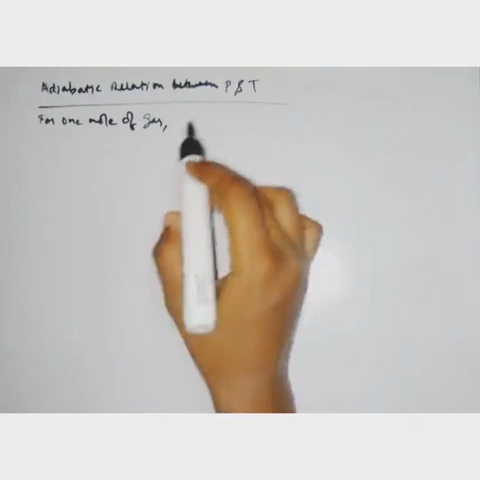 Adiabatic Relation between P & T
For one mole of gas,